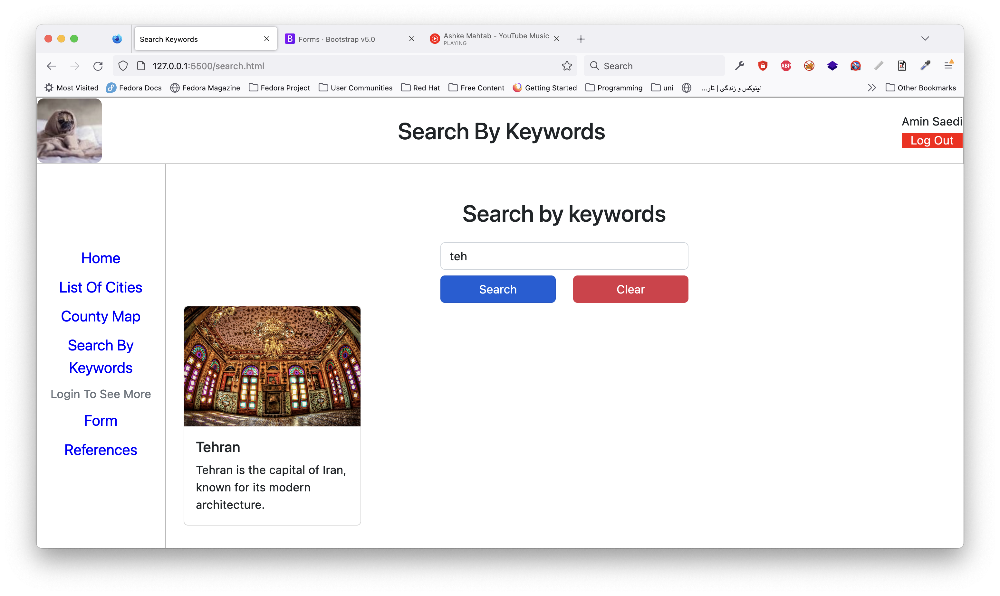 Search Keywords
Forms · Bootstrap v5.0
Ashke Mahtab - YouTube Music
PLAYING
127.0.0.1:5500/search.html
Search
ABP
Most Visited
Fedora Docs
Fedora Magazine
Fedora Project
User Communities
Red Hat
Free Content
Getting Started
Programming
uni
لینوکس و زندگی | تار...
Other Bookmarks
Search By Keywords
Amin Saedi
Log Out
Home
List Of Cities
County Map
Search By
Keywords
Login To See More
Form
References
Search by keywords
teh
Search
Clear
Tehran
Tehran is the capital of Iran,
known for its modern
architecture.